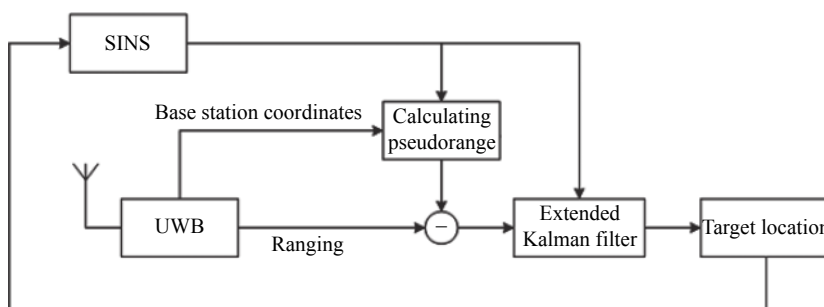 SINS
Base station coordinates
Calculating
pseudorange
UWB
Ranging
−
Extended
Kalman filter
Target location